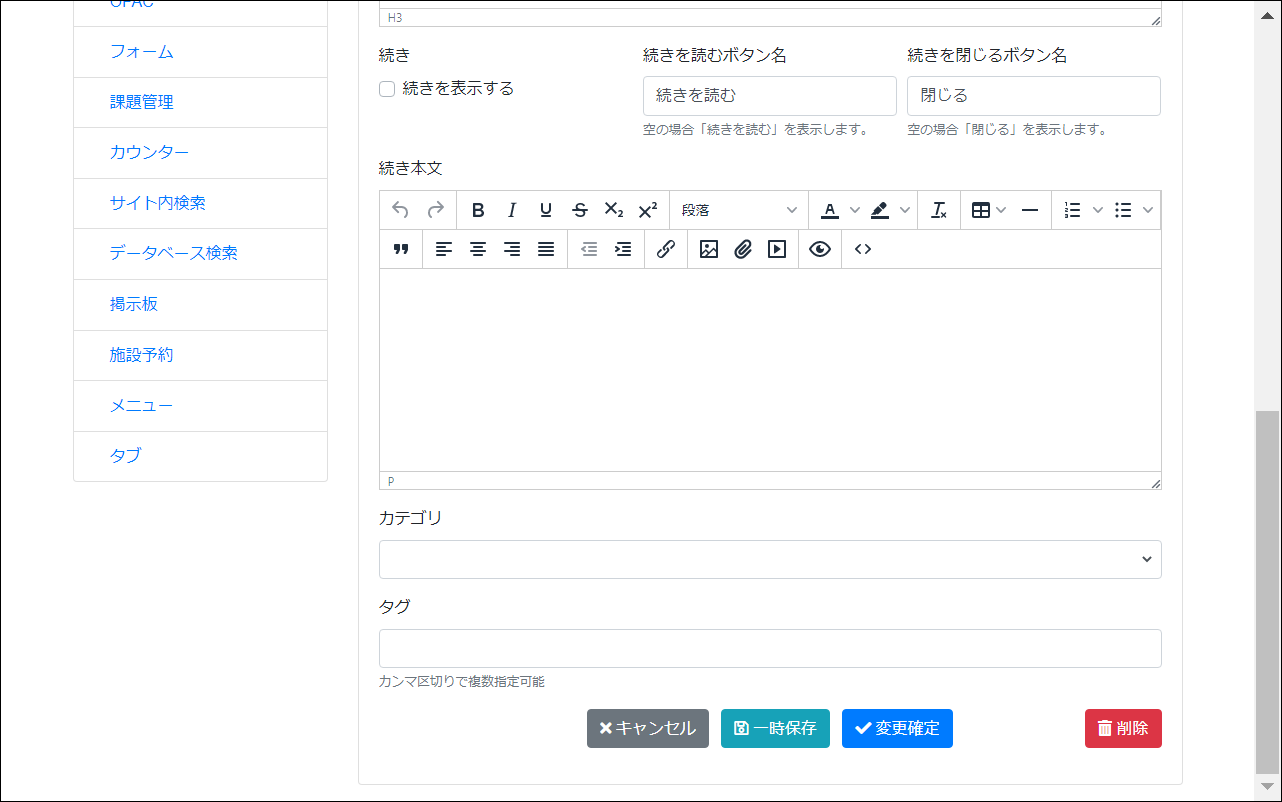 OPAC
フォーム
課題管理
カウンター
サイト内検索
データベース検索
掲示板
施設予約
メニュー
タブ
H3
続き
続きを表示する
続きを読むボタン名
続きを読む
空の場合「続きを読む」を表示します。
続きを閉じるボタン名
閉じる
空の場合「閉じる」を表示します。
続き本文
段落
P
カテゴリ
タグ
カンマ区切りで複数指定可能
キャンセル
一時保存
変更確定
削除